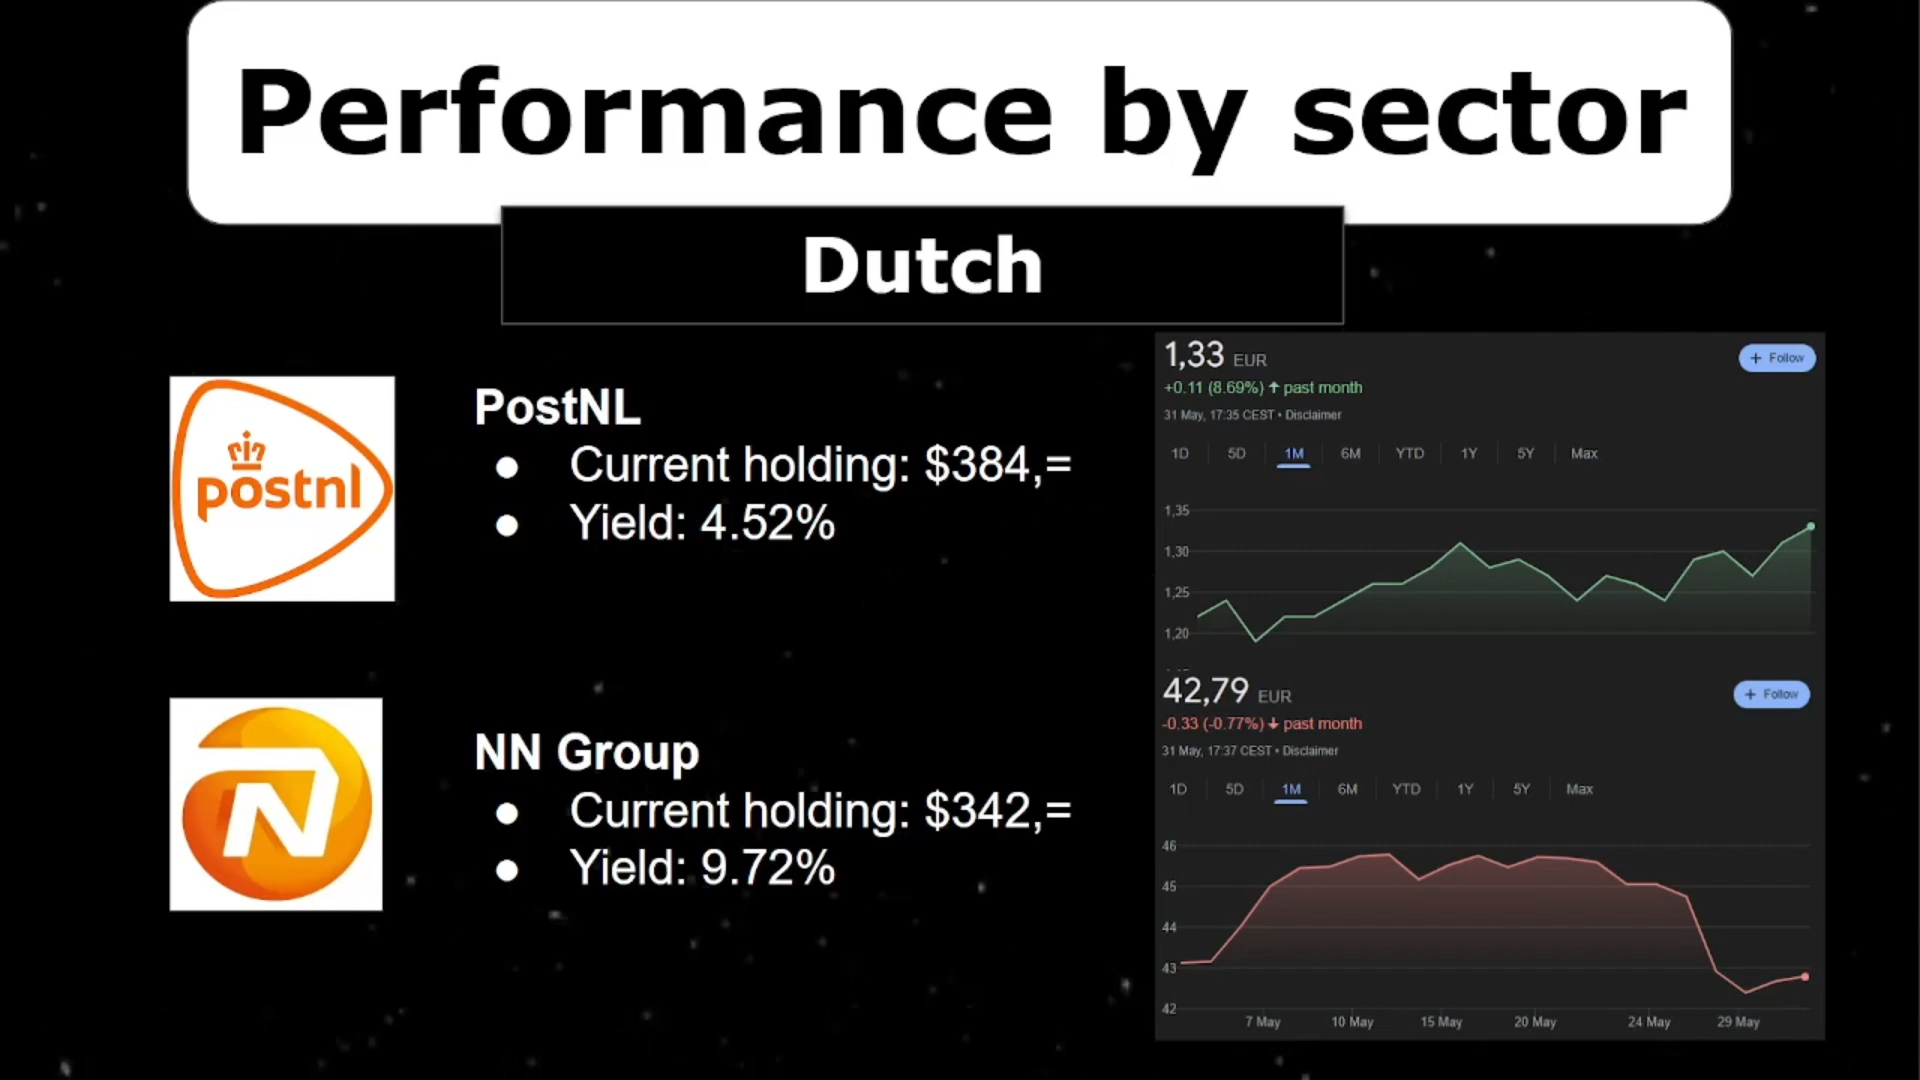 Performance by sector
Dutch
postnl
PostNL
● Current holding: $384,=
● Yield: 4.52%
N
NN Group
● Current holding: $342,=
● Yield: 9.72%
1,33 EUR
+ Follow
+0.11 (8.69%) ↑ past month
31 May, 17:35 CEST • Disclaimer
1D 5D 1M 6M YTD 1Y 5Y Max
1,35
1,30
1,25
1,20
42,79 EUR
+ Follow
-0.33 (-0.77%) ↓ past month
31 May, 17:37 CEST • Disclaimer
1D 5D 1M 6M YTD 1Y 5Y Max
46
45
44
43
42
7 May 10 May 15 May 20 May 24 May 29 May